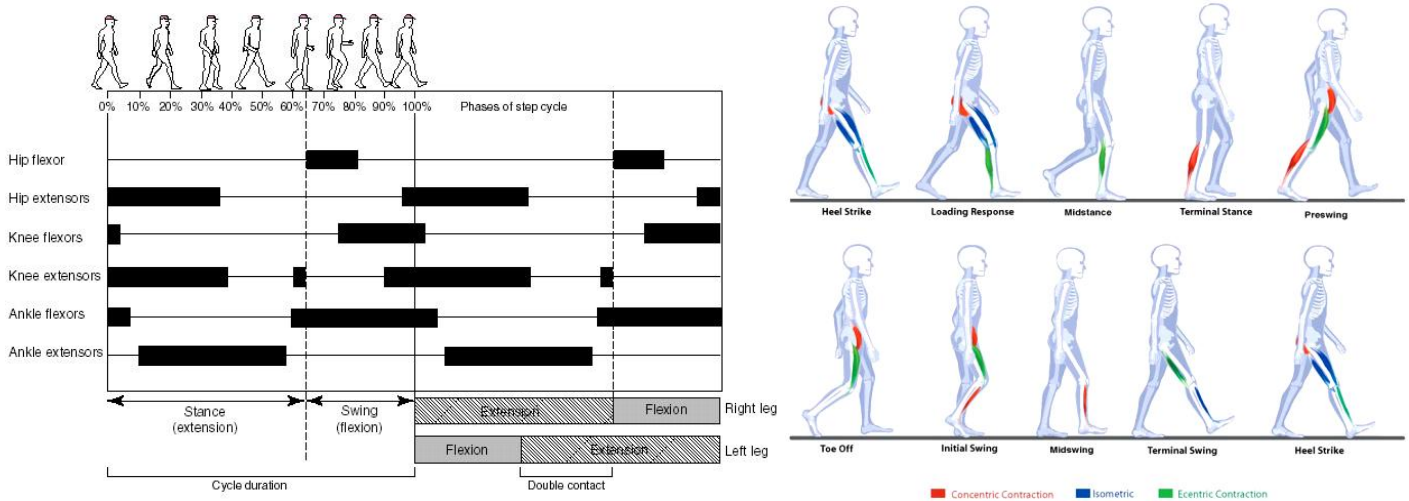 0% 10% 20% 30% 40% 50% 60% 70% 80% 90% 100% Phases of step cycle
Hip flexor
Hip extensors
Knee flexors
Knee extensors
Ankle flexors
Ankle extensors
Stance
(extension)
Swing
(flexion)
Extension Flexion Right leg
Flexion Extension Left leg
Cycle duration Double contact
Heel Strike Loading Response Midstance Terminal Stance Preswing
Toe Off Initial Swing Midswing Terminal Swing Heel Strike
Concentric Contraction Isometric Ecentric Contraction